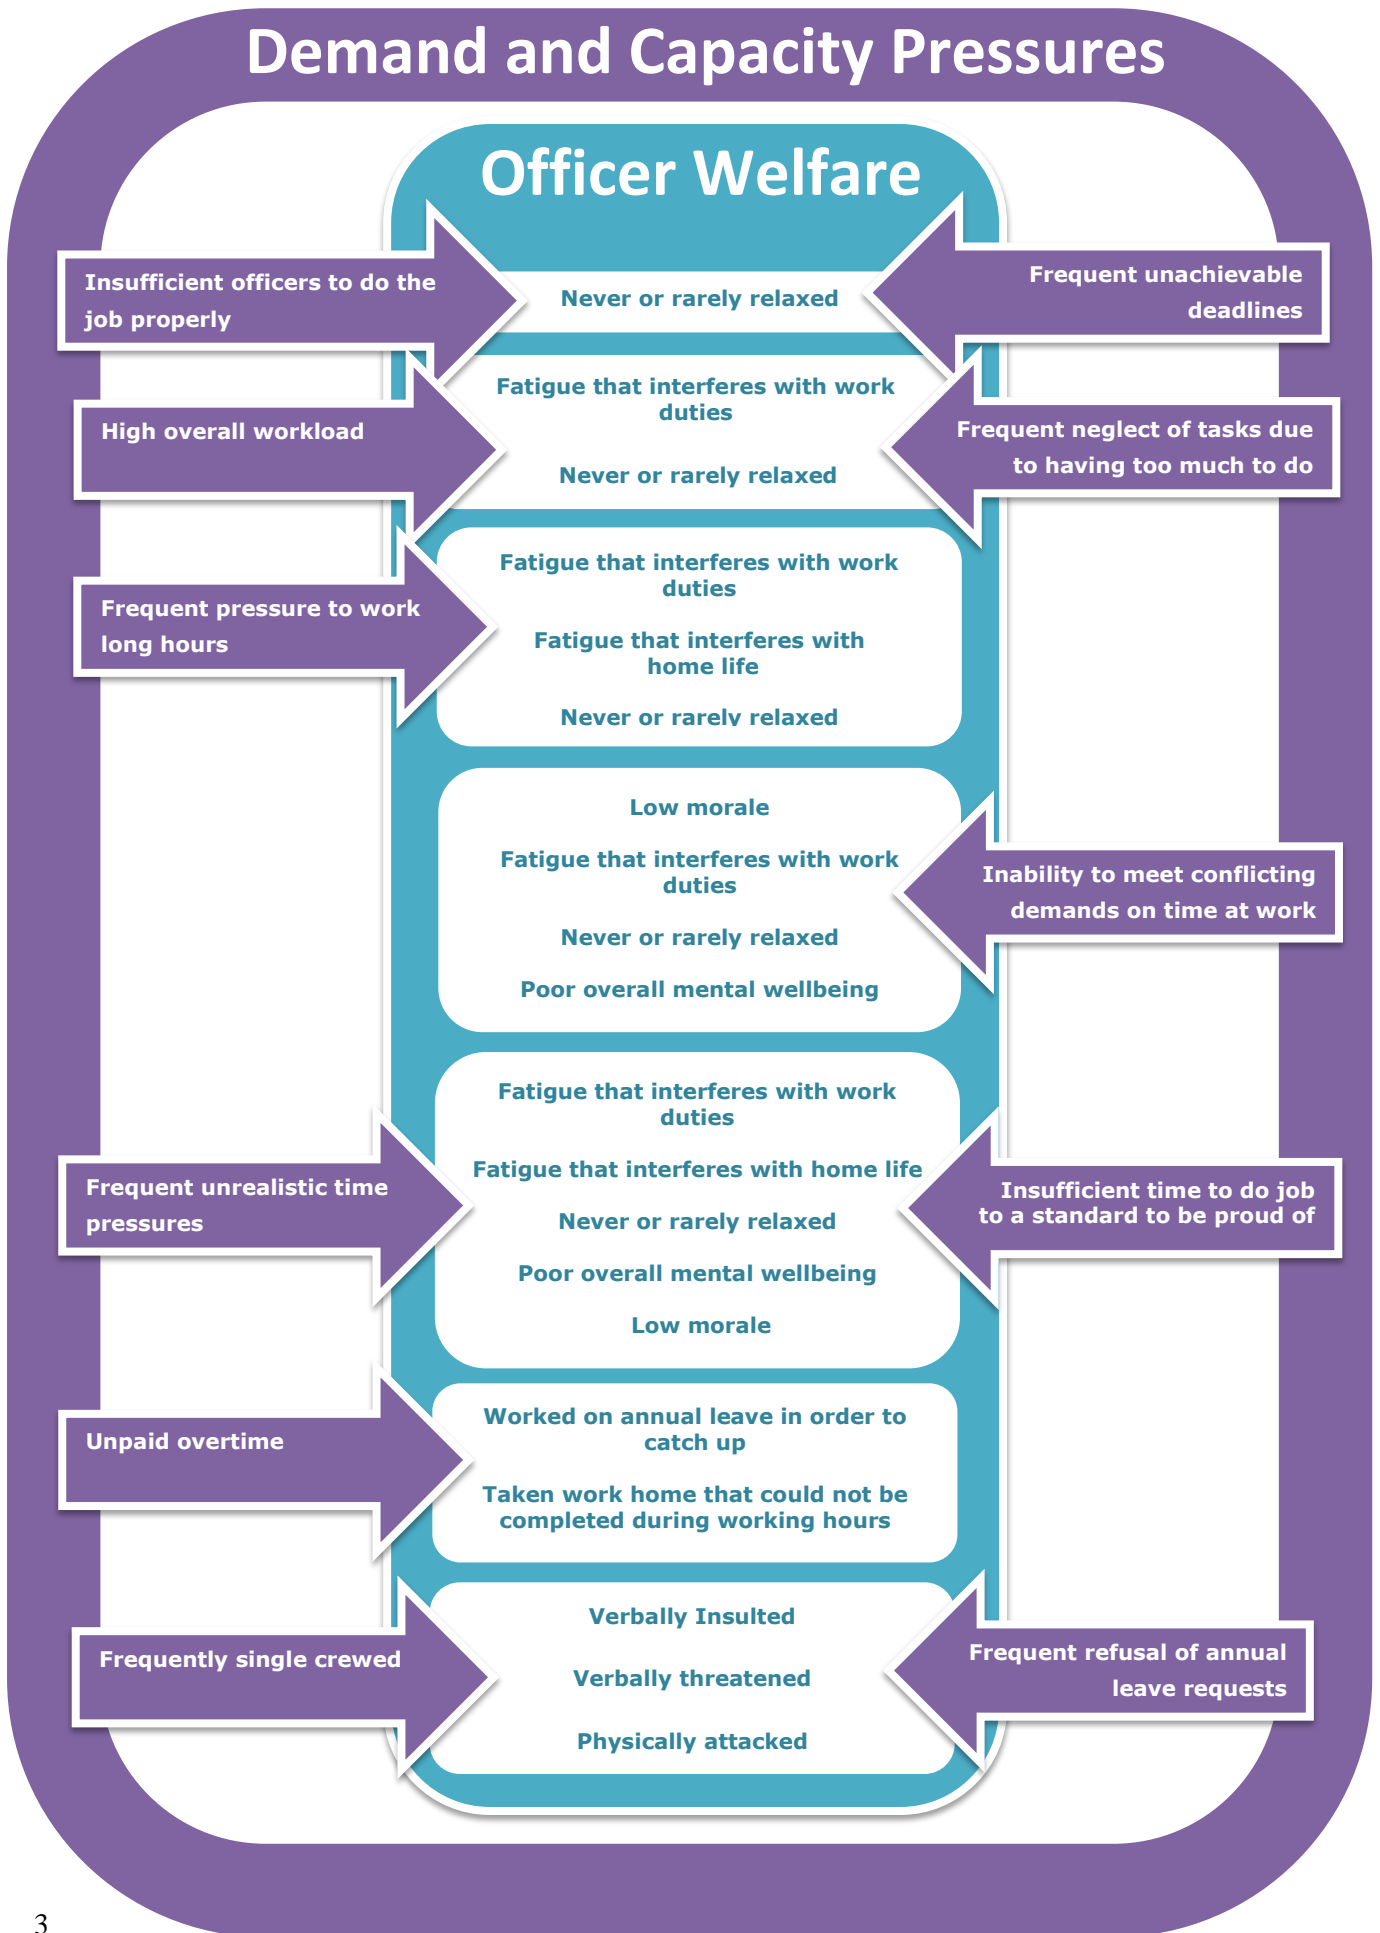 Demand and Capacity Pressures
Officer Welfare
Insufficient officers to do the
job properly
Never or rarely relaxed
Frequent unachievable
deadlines
High overall workload
Fatigue that interferes with work
duties
Never or rarely relaxed
Frequent neglect of tasks due
to having too much to do
Frequent pressure to work
long hours
Fatigue that interferes with work
duties
Fatigue that interferes with
home life
Never or rarely relaxed
Low morale
Fatigue that interferes with work
duties
Never or rarely relaxed
Poor overall mental wellbeing
Inability to meet conflicting
demands on time at work
Frequent unrealistic time
pressures
Fatigue that interferes with work
duties
Fatigue that interferes with home life
Never or rarely relaxed
Poor overall mental wellbeing
Low morale
Insufficient time to do job
to a standard to be proud of
Unpaid overtime
Worked on annual leave in order to
catch up
Taken work home that could not be
completed during working hours
Frequently single crewed
Verbally Insulted
Verbally threatened
Physically attacked
Frequent refusal of annual
leave requests
3